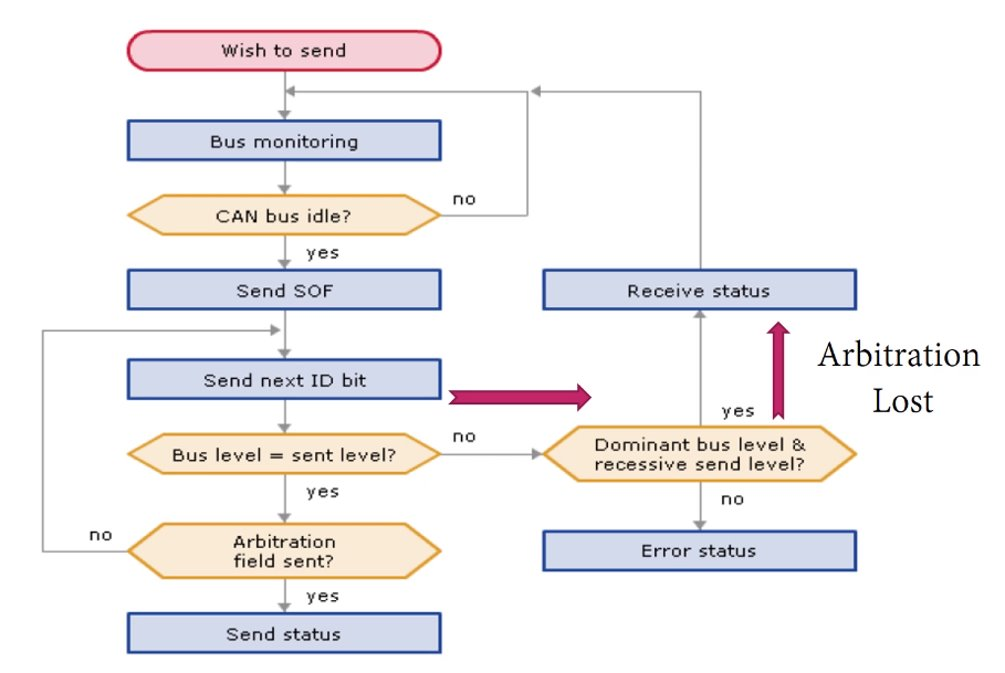 Wish to send
Bus monitoring
no
CAN bus idle?
yes
Send SOF
Receive status
Arbitration
Lost
Send next ID bit
yes
no
Bus level = sent level?
Dominant bus level &
recessive send level?
yes
no
no
Arbitration
field sent?
Error status
yes
Send status